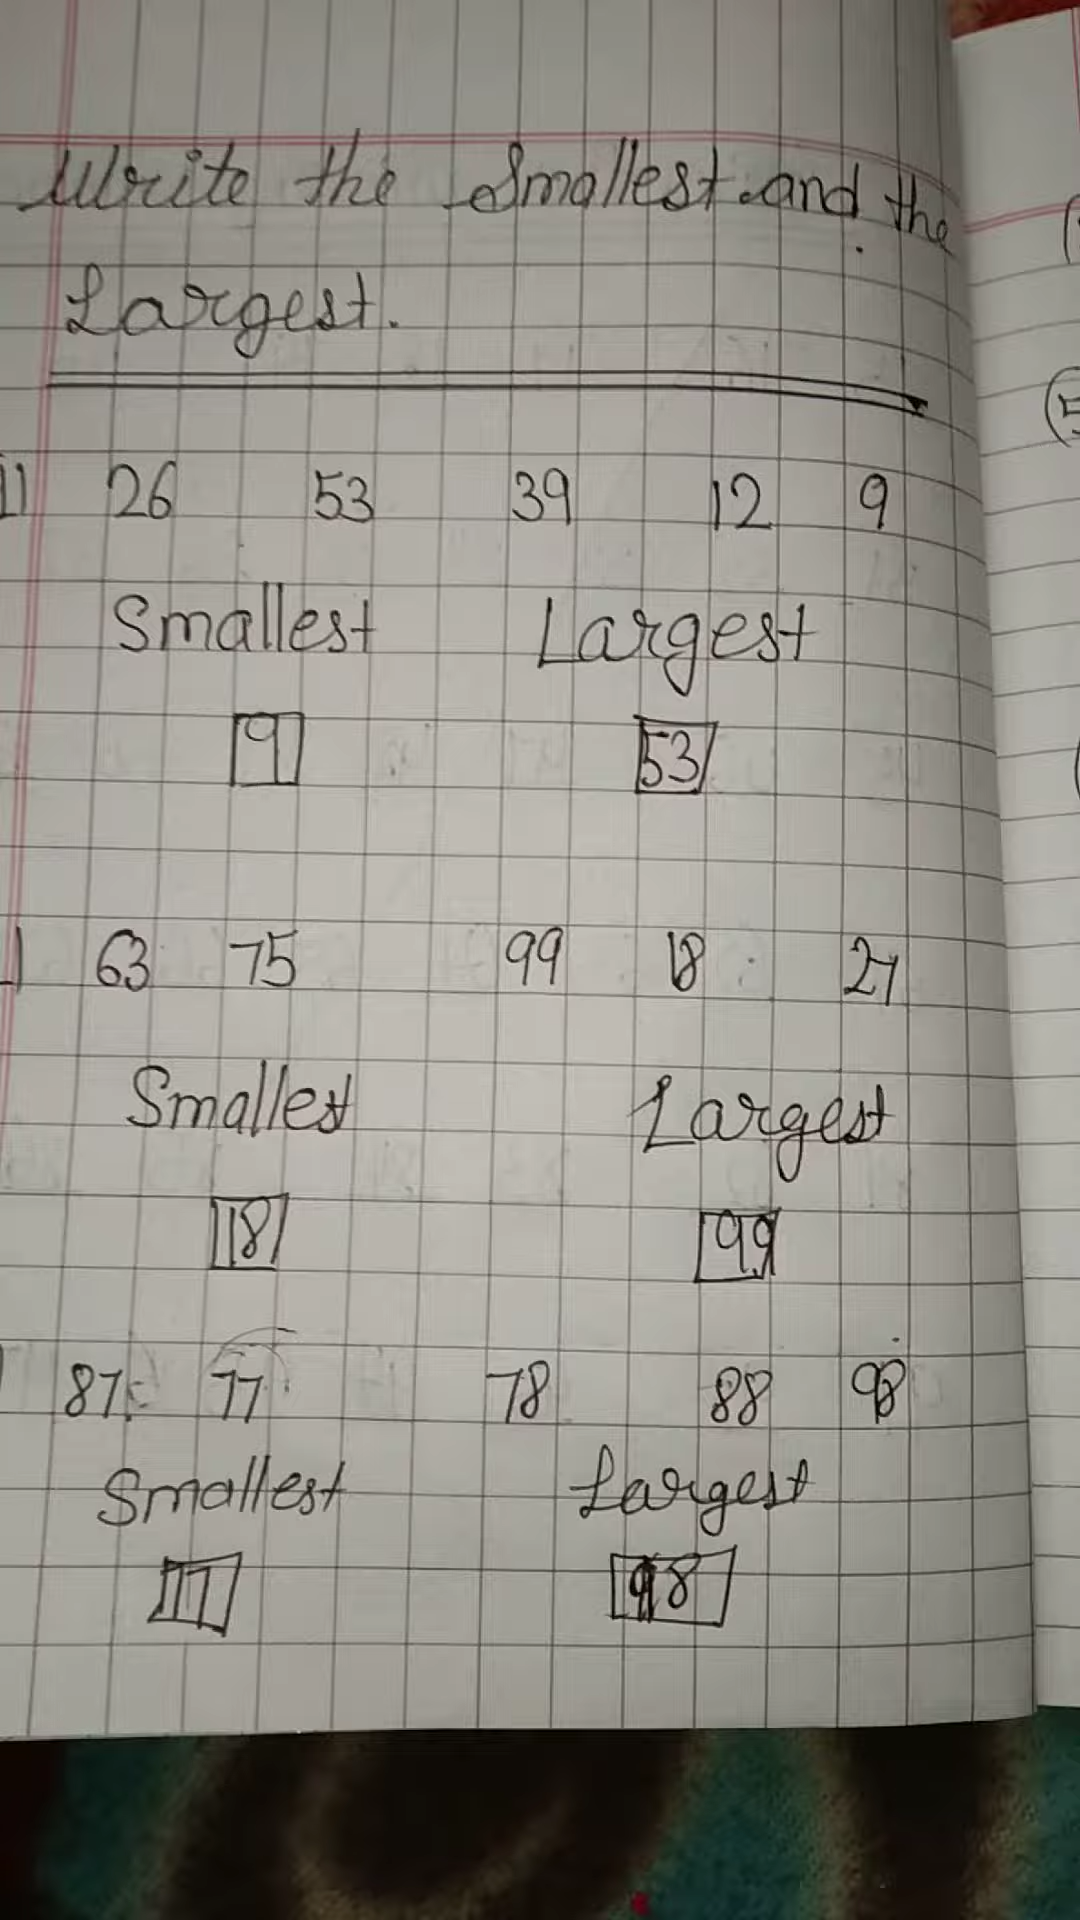 Write the Smallest and the
Largest.
1) 26 53 39 12 9
Smallest Largest
9 53
63 75 99 18 27
Smallest Largest
18 99
87 77 78 88 98
Smallest Largest
77 98